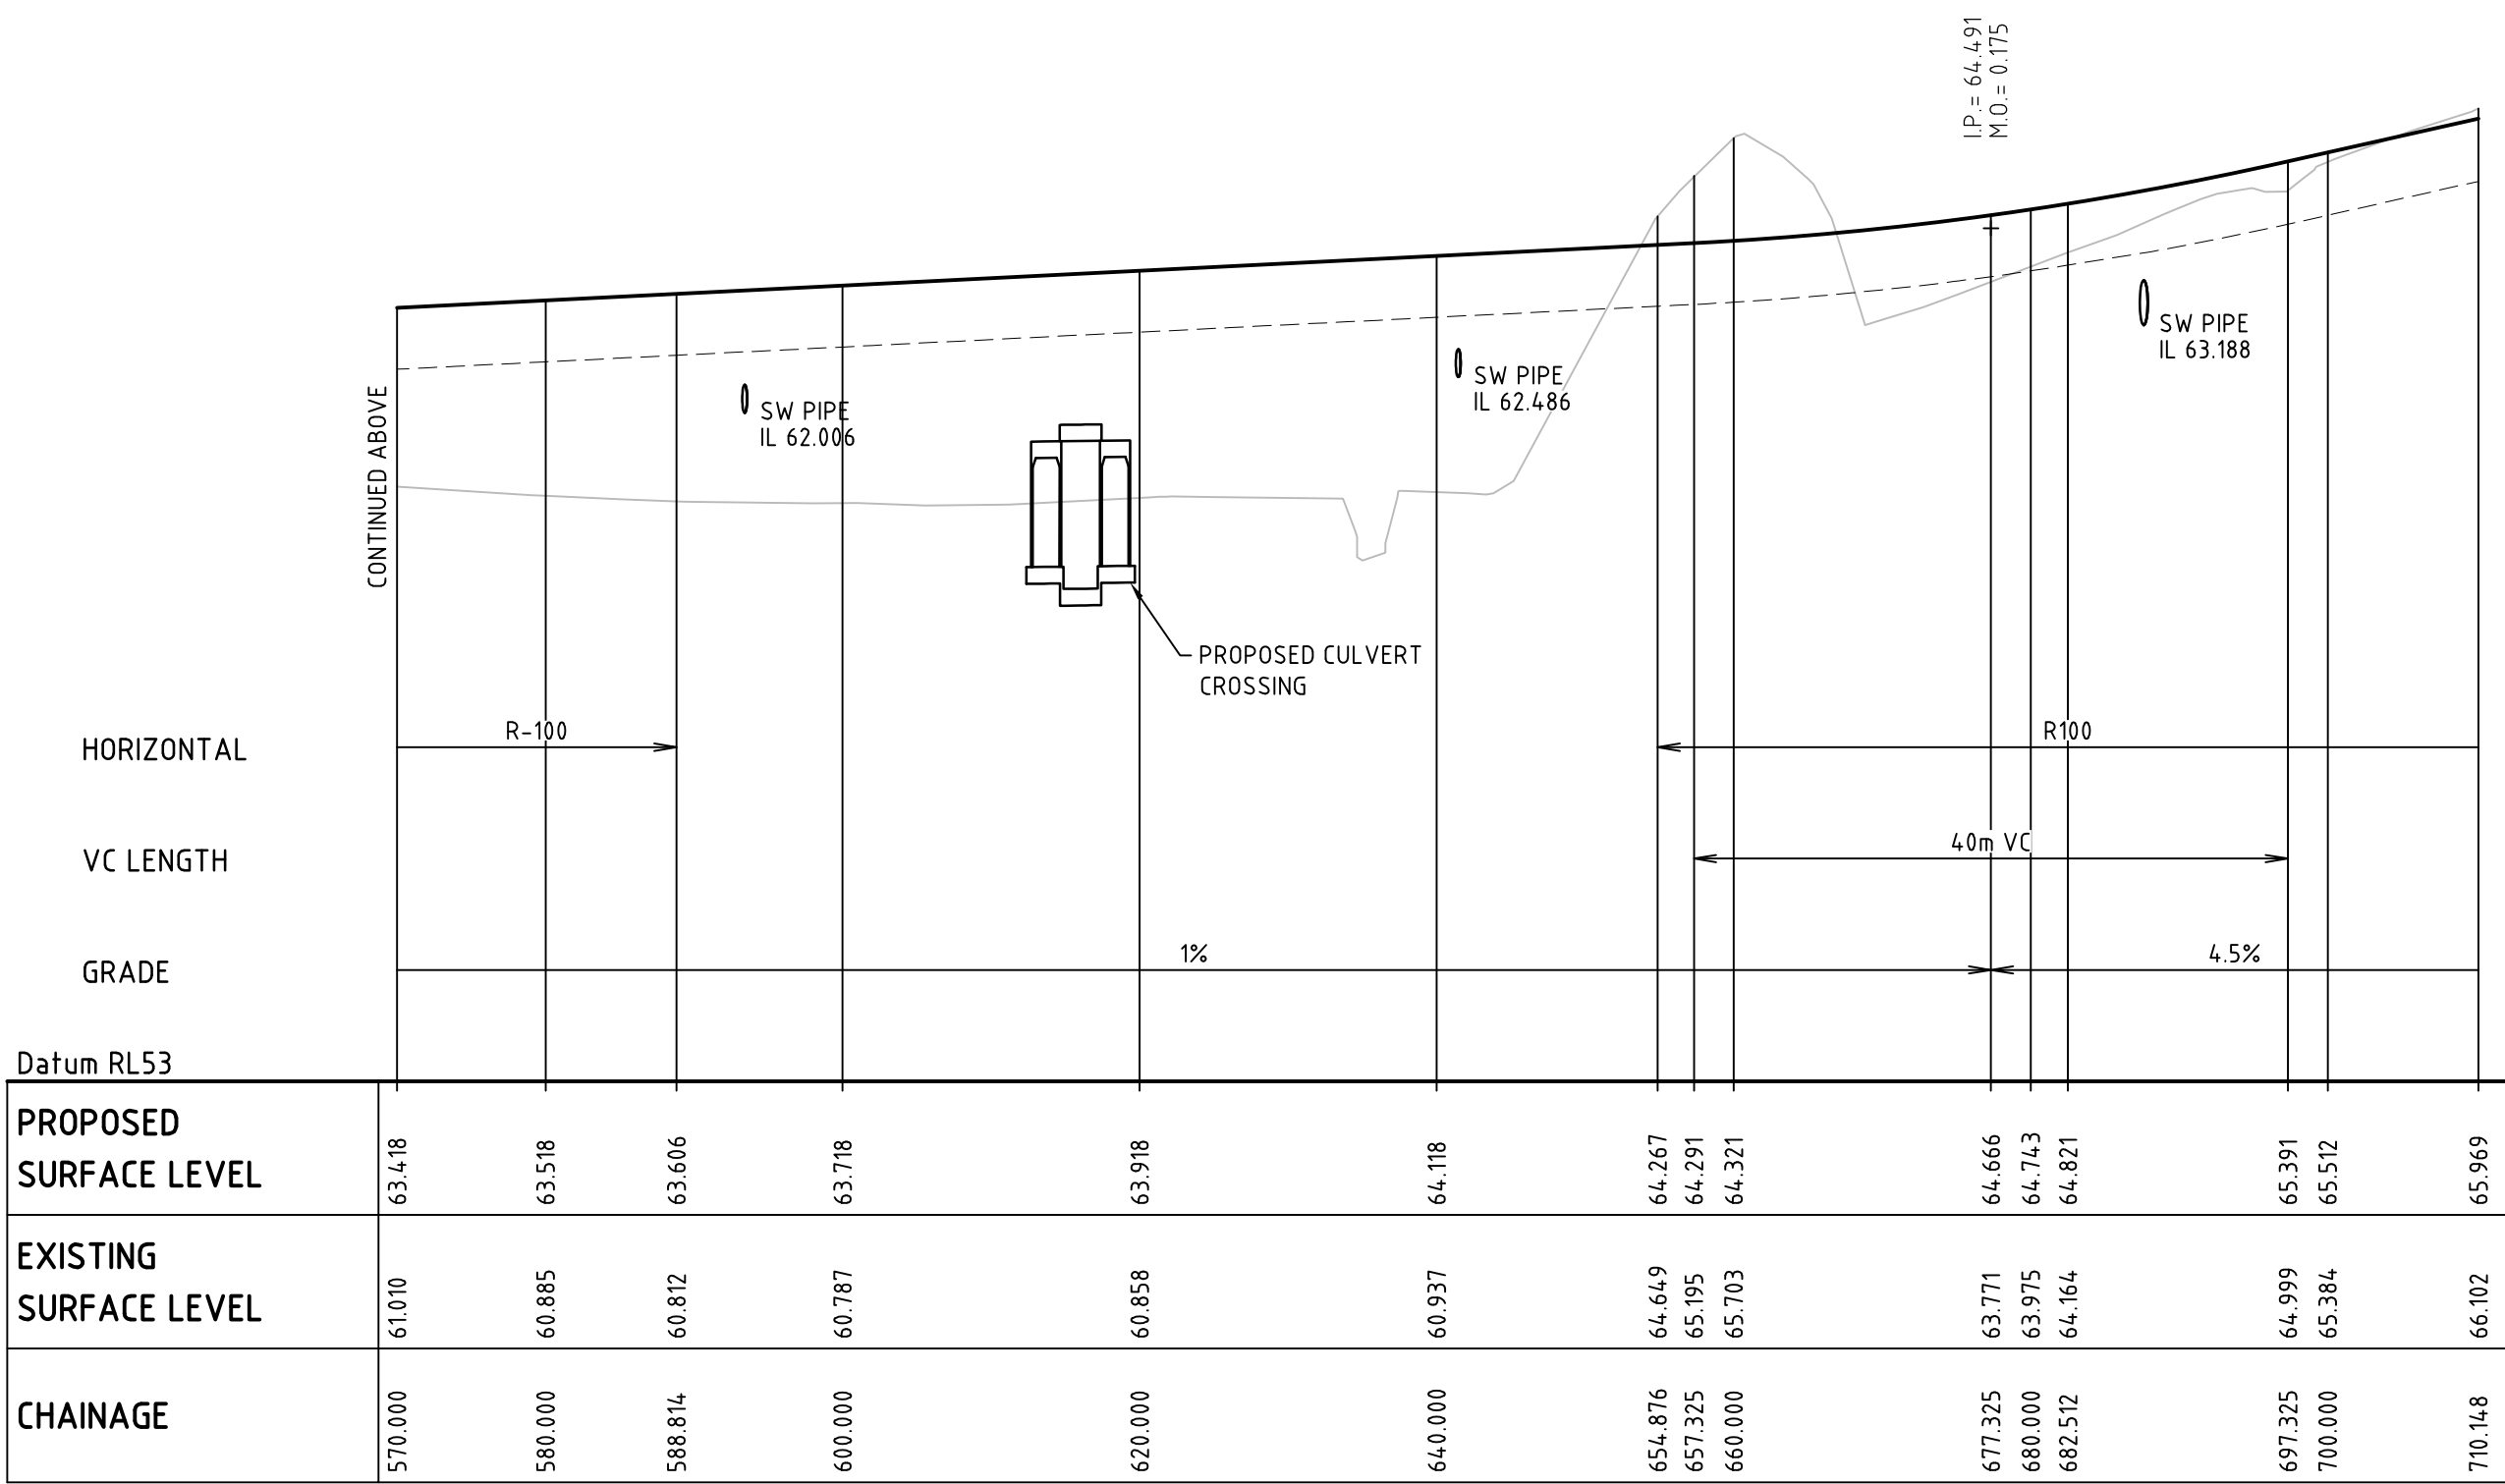 I.P.= 64.491
M.O.= 0.175
CONTINUED ABOVE
SW PIPE
IL 62.006
SW PIPE
IL 62.486
SW PIPE
IL 63.188
PROPOSED CULVERT
CROSSING
HORIZONTAL
R-100
R100
VC LENGTH
40m VC
GRADE
1%
4.5%
Datum RL53
PROPOSED
SURFACE LEVEL
63.418
63.518
63.606
63.718
63.918
64.118
64.267
64.291
64.321
64.666
64.743
64.821
65.391
65.512
65.969
EXISTING
SURFACE LEVEL
61.010
60.885
60.812
60.787
60.858
60.937
64.649
65.195
65.703
63.771
63.975
64.164
64.999
65.384
66.102
CHAINAGE
570.000
580.000
588.814
600.000
620.000
640.000
654.876
657.325
660.000
677.325
680.000
682.512
697.325
700.000
710.148